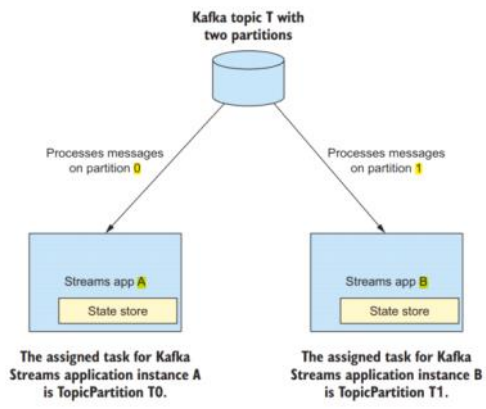 Kafka topic T with
two partitions
Processes messages
on partition 0
Processes messages
on partition 1
Streams app A
State store
Streams app B
State store
The assigned task for Kafka
Streams application instance A
is TopicPartition T0.
The assigned task for Kafka
Streams application instance B
is TopicPartition T1.